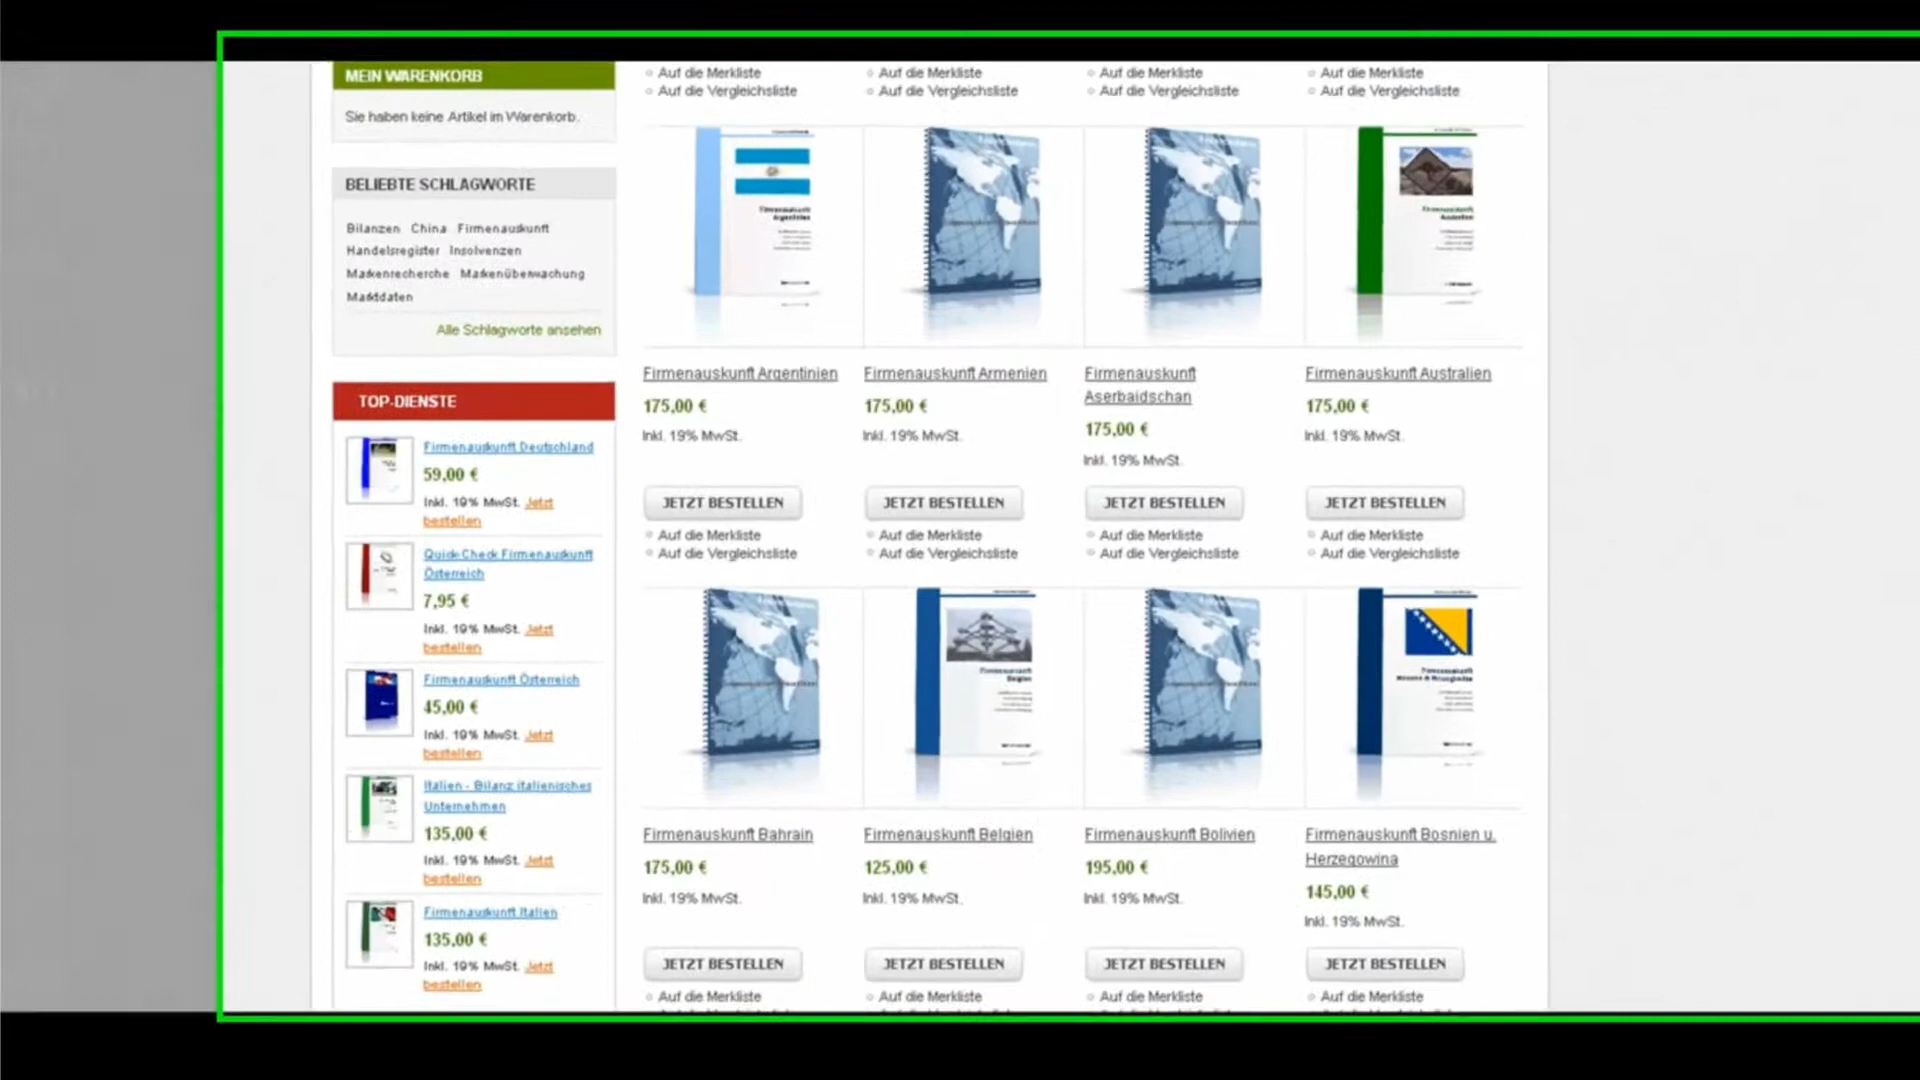 MEIN WARENKORB
Sie haben keine Artikel im Warenkorb.
BELIEBTE SCHLAGWORTE
Bilanzen China Firmenauskunft
Handelsregister Insolvenzen
Markenrecherche Markenüberwachung
Marktdaten
Alle Schlagworte ansehen
TOP-DIENSTE
Firmenauskunft Deutschland
59,00 €
Inkl. 19% MwSt. Jetzt
bestellen
Quick-Check Firmenauskunft
Österreich
7,95 €
Inkl. 19% MwSt. Jetzt
bestellen
Firmenauskunft Österreich
45,00 €
Inkl. 19% MwSt. Jetzt
bestellen
Italien - Bilanz italienisches
Unternehmen
135,00 €
Inkl. 19% MwSt. Jetzt
bestellen
Firmenauskunft Italien
135,00 €
Inkl. 19% MwSt. Jetzt
bestellen
Auf die Merkliste
Auf die Vergleichsliste
Auf die Merkliste
Auf die Vergleichsliste
Auf die Merkliste
Auf die Vergleichsliste
Auf die Merkliste
Auf die Vergleichsliste
Firmenauskunft
Argentinien
Firmenauskunft
Australien
Firmenauskunft Argentinien
175,00 €
Inkl. 19% MwSt.
JETZT BESTELLEN
Auf die Merkliste
Auf die Vergleichsliste
Firmenauskunft Armenien
175,00 €
Inkl. 19% MwSt.
JETZT BESTELLEN
Auf die Merkliste
Auf die Vergleichsliste
Firmenauskunft
Aserbaidschan
175,00 €
Inkl. 19% MwSt.
JETZT BESTELLEN
Auf die Merkliste
Auf die Vergleichsliste
Firmenauskunft Australien
175,00 €
Inkl. 19% MwSt.
JETZT BESTELLEN
Auf die Merkliste
Auf die Vergleichsliste
Firmenauskunft
Belgien
Firmenauskunft
Bosnien & Herzegowina
Firmenauskunft Bahrain
175,00 €
Inkl. 19% MwSt.
JETZT BESTELLEN
Auf die Merkliste
Firmenauskunft Belgien
125,00 €
Inkl. 19% MwSt.
JETZT BESTELLEN
Auf die Merkliste
Firmenauskunft Bolivien
195,00 €
Inkl. 19% MwSt.
JETZT BESTELLEN
Auf die Merkliste
Firmenauskunft Bosnien u.
Herzegowina
145,00 €
Inkl. 19% MwSt.
JETZT BESTELLEN
Auf die Merkliste